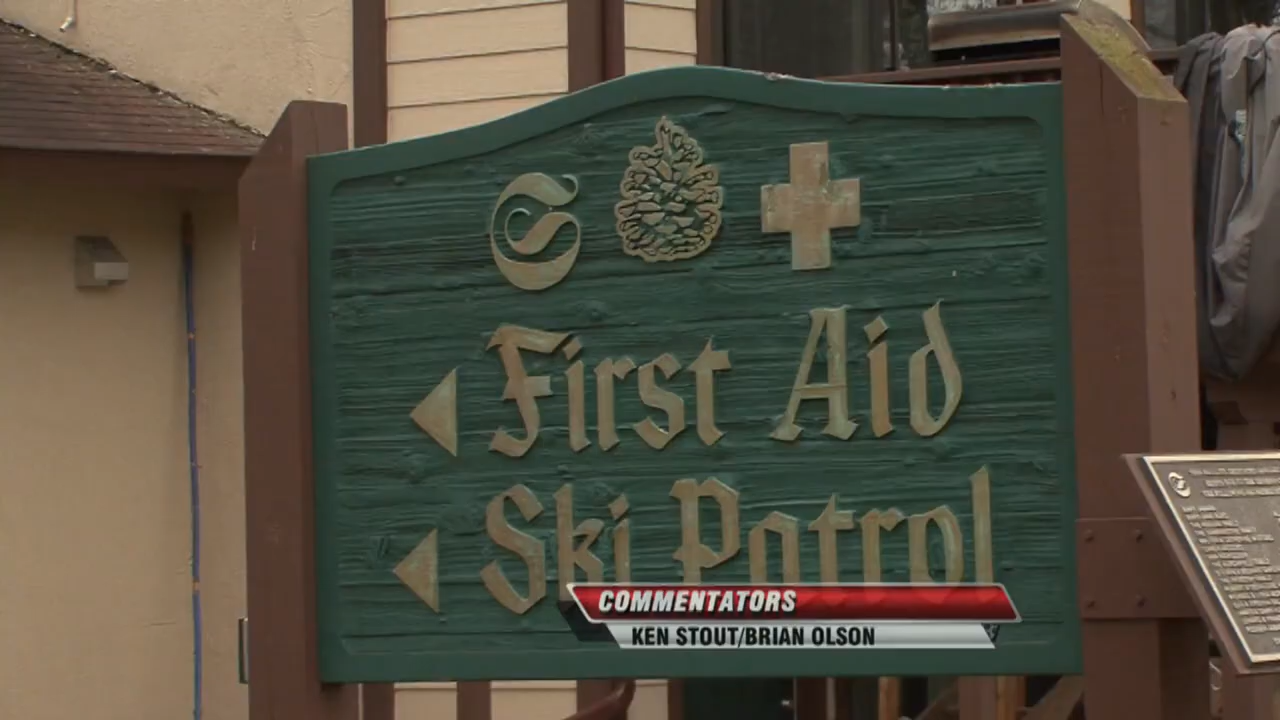 S
First Aid
Ski Patrol
COMMENTATORS
KEN STOUT/BRIAN OLSON